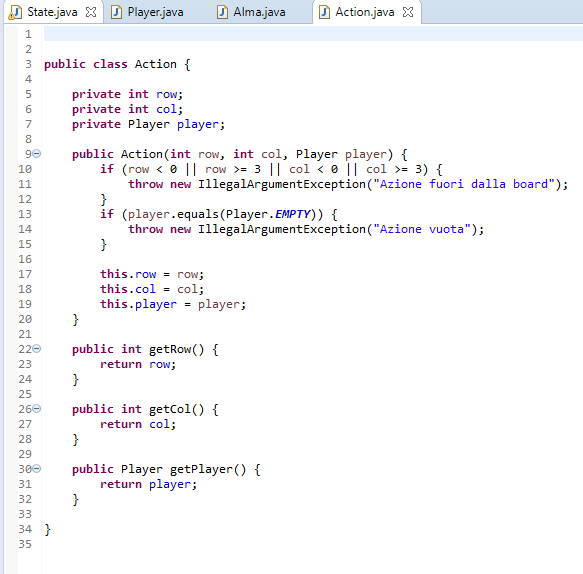 State.java Player.java Alma.java Action.java
1
2
3 public class Action {
4
5     private int row;
6     private int col;
7     private Player player;
8
9     public Action(int row, int col, Player player) {
10         if (row < 0 || row >= 3 || col < 0 || col >= 3) {
11             throw new IllegalArgumentException("Azione fuori dalla board");
12         }
13         if (player.equals(Player.EMPTY)) {
14             throw new IllegalArgumentException("Azione vuota");
15         }
16
17         this.row = row;
18         this.col = col;
19         this.player = player;
20     }
21
22     public int getRow() {
23         return row;
24     }
25
26     public int getCol() {
27         return col;
28     }
29
30     public Player getPlayer() {
31         return player;
32     }
33
34 }
35